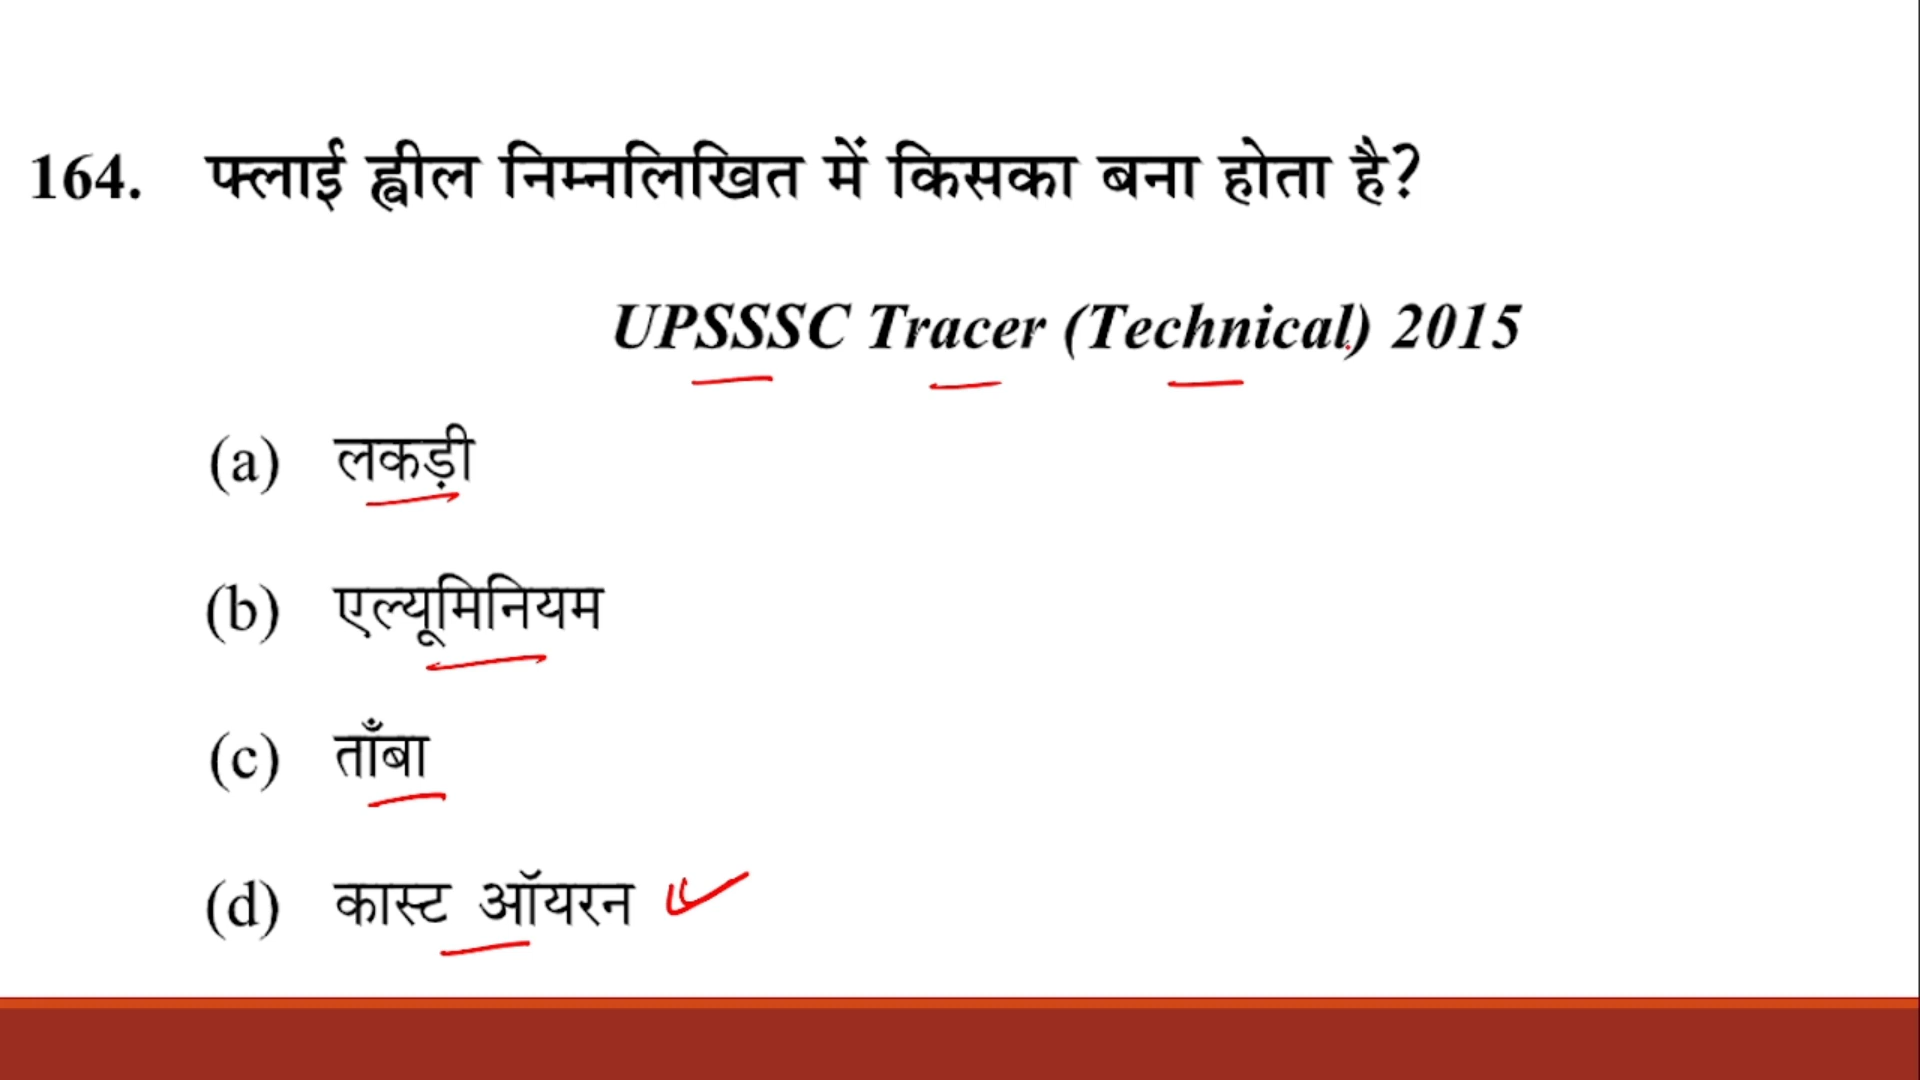 164. फ्लाई ह्वील निम्नलिखित में किसका बना होता है?
UPSSSC Tracer (Technical) 2015
(a) लकड़ी
(b) एल्यूमिनियम
(c) ताँबा
(d) कास्ट ऑयरन